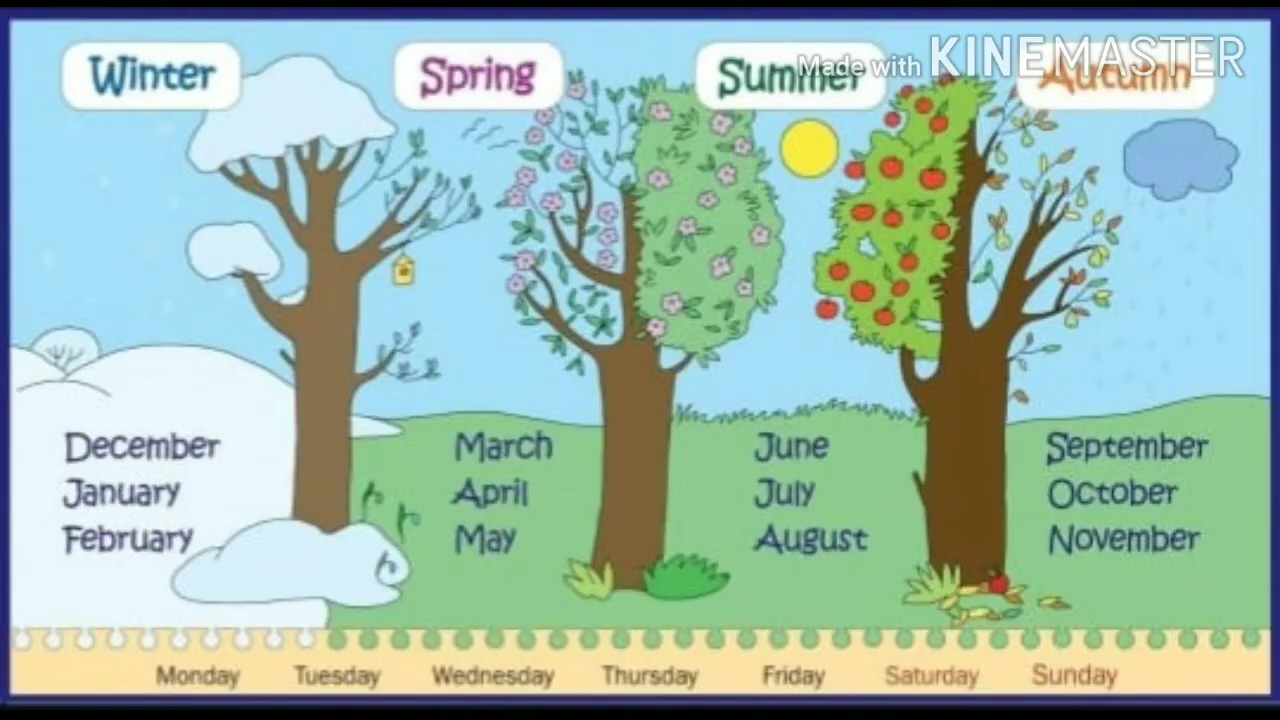 Winter Spring Summer Autumn
Made with KINEMASTER
December March June September
January April July October
February May August November
Monday Tuesday Wednesday Thursday Friday Saturday Sunday